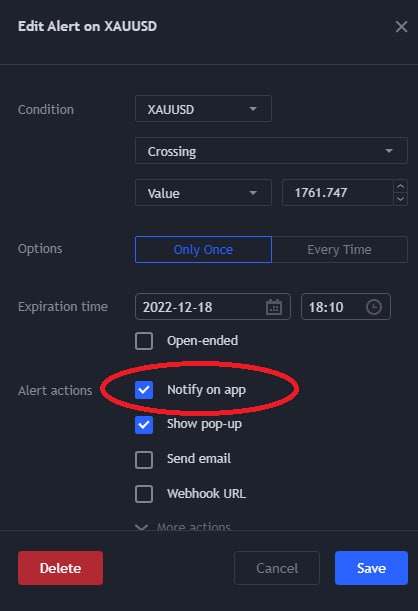 Edit Alert on XAUUSD
Condition XAUUSD
Crossing
Value 1761.747
Options Only Once Every Time
Expiration time 2022-12-18 18:10
Open-ended
Alert actions Notify on app
Show pop-up
Send email
Webhook URL
More actions
Delete Cancel Save